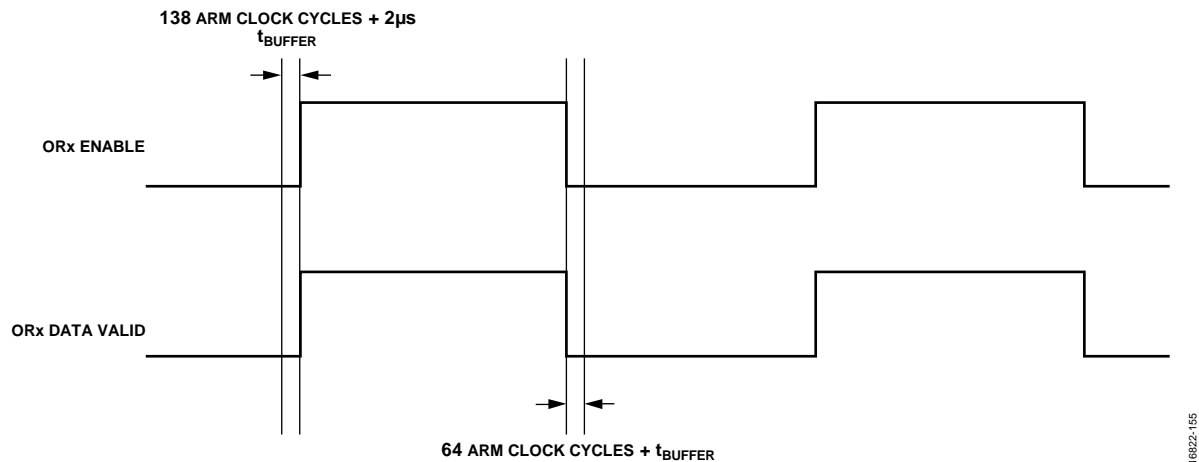 138 ARM CLOCK CYCLES + 2µs
tBUFFER
ORx ENABLE
ORx DATA VALID
64 ARM CLOCK CYCLES + tBUFFER
16822-155